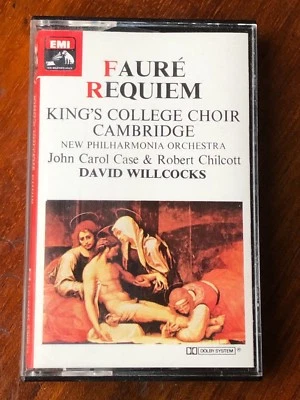 EMI
FAURÉ
REQUIEM
KING'S COLLEGE CHOIR
CAMBRIDGE
NEW PHILHARMONIA ORCHESTRA
John Carol Case & Robert Chilcott
DAVID WILLCOCKS
DOLBY SYSTEM